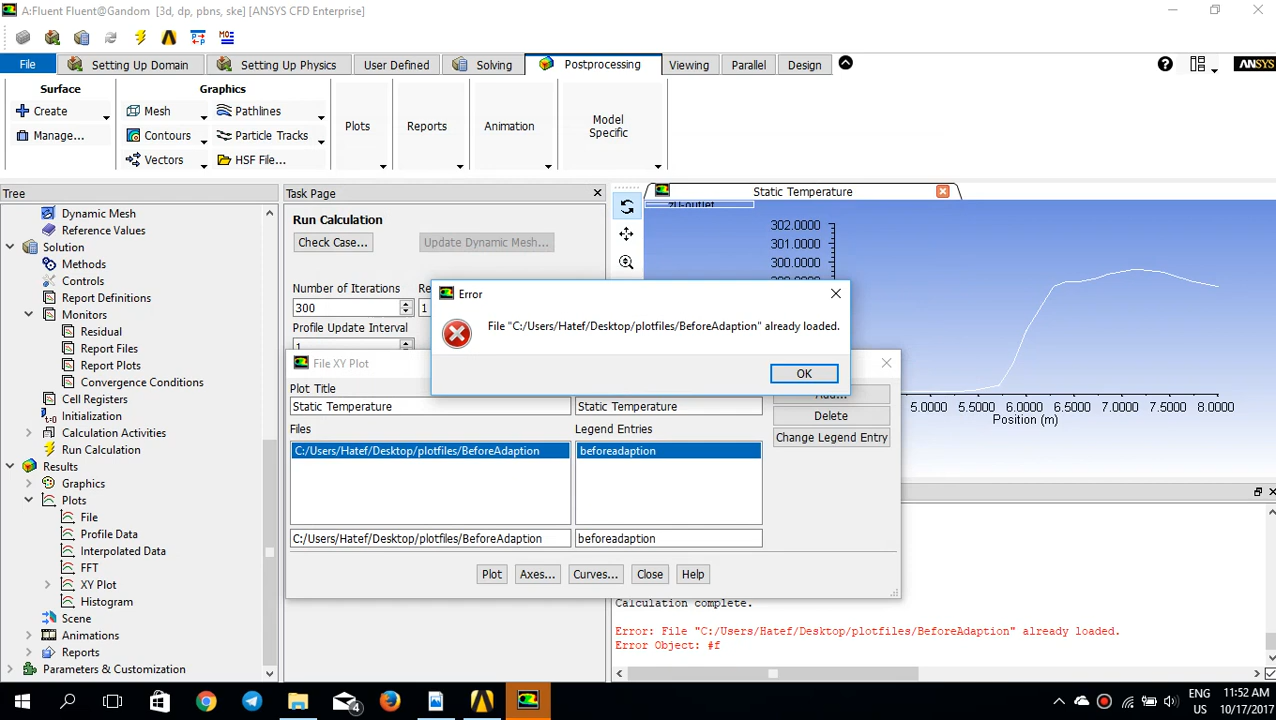 A:Fluent Fluent@Gandom [3d, dp, pbns, ske] [ANSYS CFD Enterprise]
File Setting Up Domain Setting Up Physics User Defined Solving Postprocessing Viewing Parallel Design ANSYS
Surface
Create
Manage...
Graphics
Mesh Pathlines
Contours Particle Tracks
Vectors HSF File...
Plots
Reports
Animation
Model
Specific
Tree
Dynamic Mesh
Reference Values
Solution
Methods
Controls
Report Definitions
Monitors
Residual
Report Files
Report Plots
Convergence Conditions
Cell Registers
Initialization
Calculation Activities
Run Calculation
Results
Graphics
Plots
File
Profile Data
Interpolated Data
FFT
XY Plot
Histogram
Scene
Animations
Reports
Parameters & Customization
Task Page
Run Calculation
Check Case... Update Dynamic Mesh...
Number of Iterations
300 1
Profile Update Interval
1
Static Temperature
302.0000
301.0000
300.0000
5.0000 5.5000 6.0000 6.5000 7.0000 7.5000 8.0000
Position (m)
Error
File "C:/Users/Hatef/Desktop/plotfiles/BeforeAdaption" already loaded.
OK
File XY Plot
Plot Title
Static Temperature Static Temperature
Add...
Delete
Files Legend Entries Change Legend Entry
C:/Users/Hatef/Desktop/plotfiles/BeforeAdaption beforeadaption
C:/Users/Hatef/Desktop/plotfiles/BeforeAdaption beforeadaption
Plot Axes... Curves... Close Help
Calculation complete.
Error: File "C:/Users/Hatef/Desktop/plotfiles/BeforeAdaption" already loaded.
Error Object: #f
4
ENG
US
11:52 AM
10/17/2017